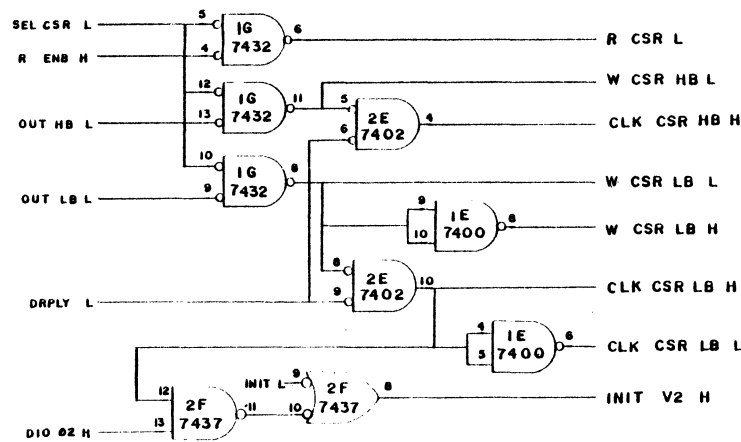 SEL CSR L
5
1G
7432
6
R CSR L
4
R ENB H
12
1G
7432
11
W CSR HB L
13
OUT HB L
5
2E
7402
4
CLK CSR HB H
6
10
1G
7432
8
W CSR LB L
9
OUT LB L
9
1E
7400
8
W CSR LB H
10
8
2E
7402
10
CLK CSR LB H
9
DRPLY L
4
1E
7400
6
CLK CSR LB L
5
INIT L
9
2F
7437
8
INIT V2 H
10
12
2F
7437
11
13
DIO 02 H